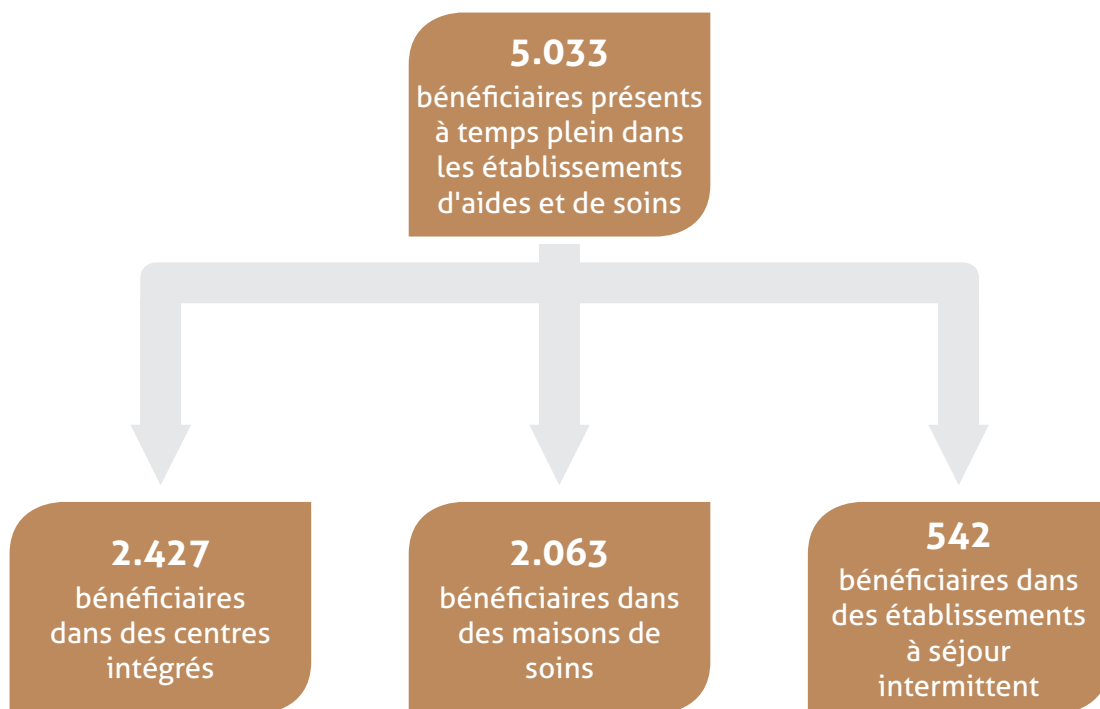 5.033
bénéficiaires présents
à temps plein dans
les établissements
d'aides et de soins
2.427
bénéficiaires
dans des centres
intégrés
2.063
bénéficiaires dans
des maisons de
soins
542
bénéficiaires dans
des établissements
à séjour
intermittent